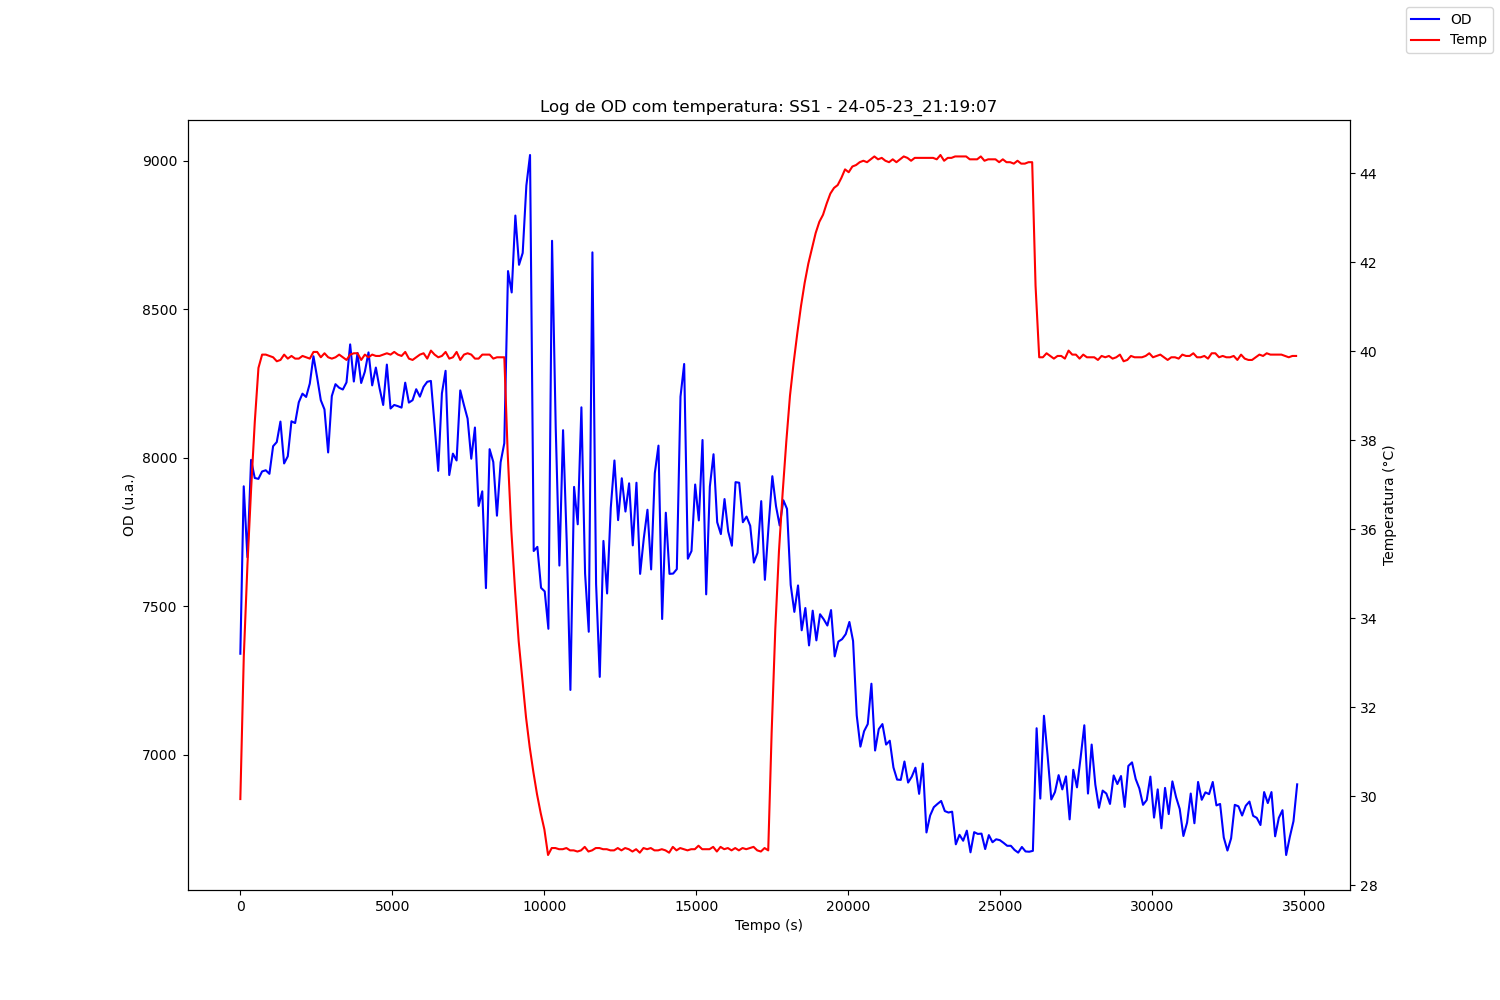 OD
Temp
Log de OD com temperatura: SS1 - 24-05-23_21:19:07
9000
8500
8000
7500
7000
OD (u.a.)
44
42
40
38
36
34
32
30
28
Temperatura (°C)
0 5000 10000 15000 20000 25000 30000 35000
Tempo (s)